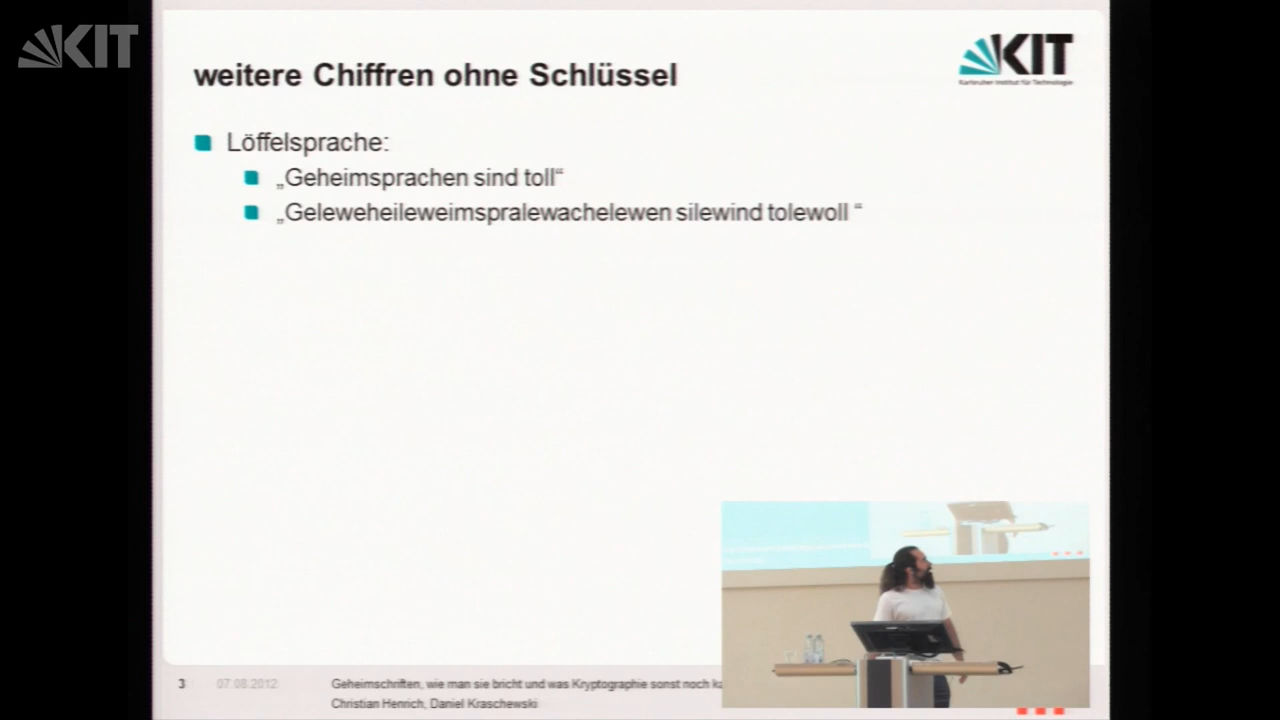 KIT
KIT
Karlsruher Institut für Technologie
weitere Chiffren ohne Schlüssel
Löffelsprache:
„Geheimsprachen sind toll“
„Geleweheileweimspralewachelewen silewind tolewoll “
3 07.08.2012 Geheimschriften, wie man sie bricht und was Kryptographie sonst noch
Christian Henrich, Daniel Kraschewski